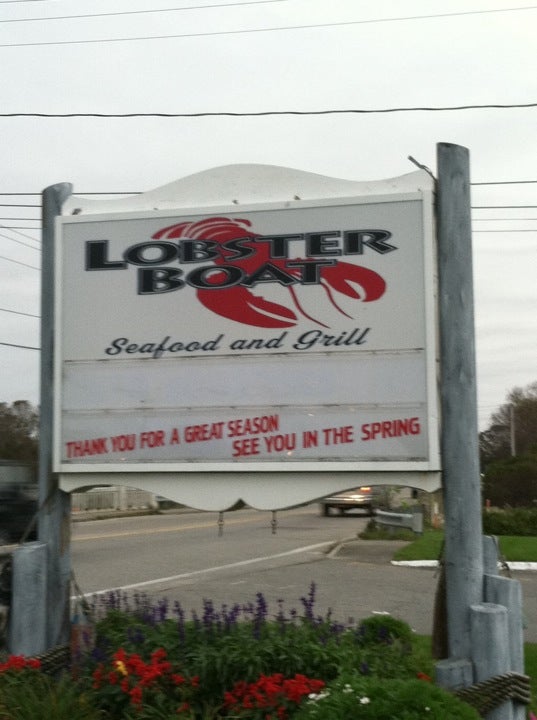 LOBSTER
BOAT
Seafood and Grill
THANK YOU FOR A GREAT SEASON
SEE YOU IN THE SPRING